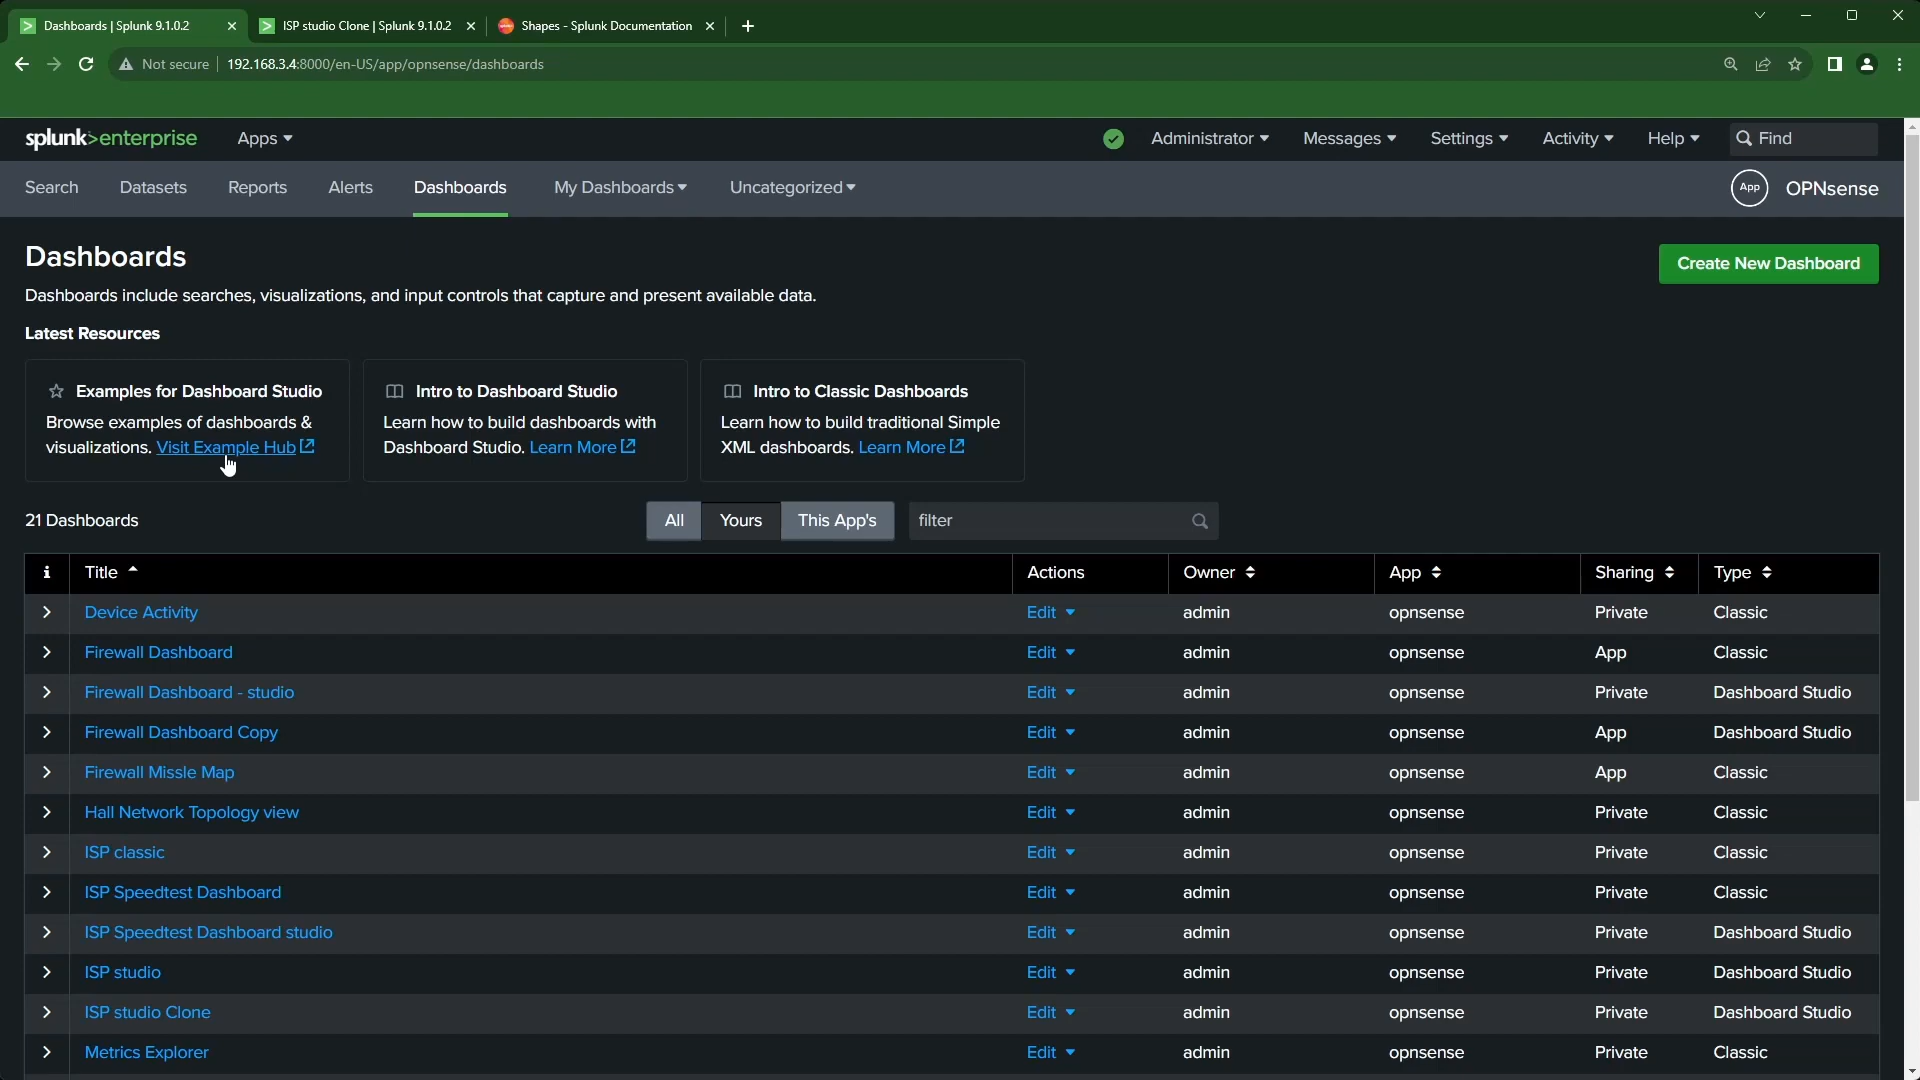 Dashboards | Splunk 9.1.0.2
ISP studio Clone | Splunk 9.1.0.2
Shapes - Splunk Documentation
Not secure
192.168.3.4:8000/en-US/app/opnsense/dashboards
splunk>enterprise
Apps
Administrator
Messages
Settings
Activity
Help
Find
Search
Datasets
Reports
Alerts
Dashboards
My Dashboards
Uncategorized
App
OPNsense
Dashboards
Create New Dashboard
Dashboards include searches, visualizations, and input controls that capture and present available data.
Latest Resources
Examples for Dashboard Studio
Browse examples of dashboards &
visualizations. Visit Example Hub
Intro to Dashboard Studio
Learn how to build dashboards with
Dashboard Studio. Learn More
Intro to Classic Dashboards
Learn how to build traditional Simple
XML dashboards. Learn More
21 Dashboards
All
Yours
This App's
filter
i Title Actions Owner App Sharing Type
Device Activity Edit admin opnsense Private Classic
Firewall Dashboard Edit admin opnsense App Classic
Firewall Dashboard - studio Edit admin opnsense Private Dashboard Studio
Firewall Dashboard Copy Edit admin opnsense App Dashboard Studio
Firewall Missle Map Edit admin opnsense App Classic
Hall Network Topology view Edit admin opnsense Private Classic
ISP classic Edit admin opnsense Private Classic
ISP Speedtest Dashboard Edit admin opnsense Private Classic
ISP Speedtest Dashboard studio Edit admin opnsense Private Dashboard Studio
ISP studio Edit admin opnsense Private Dashboard Studio
ISP studio Clone Edit admin opnsense Private Dashboard Studio
Metrics Explorer Edit admin opnsense Private Classic